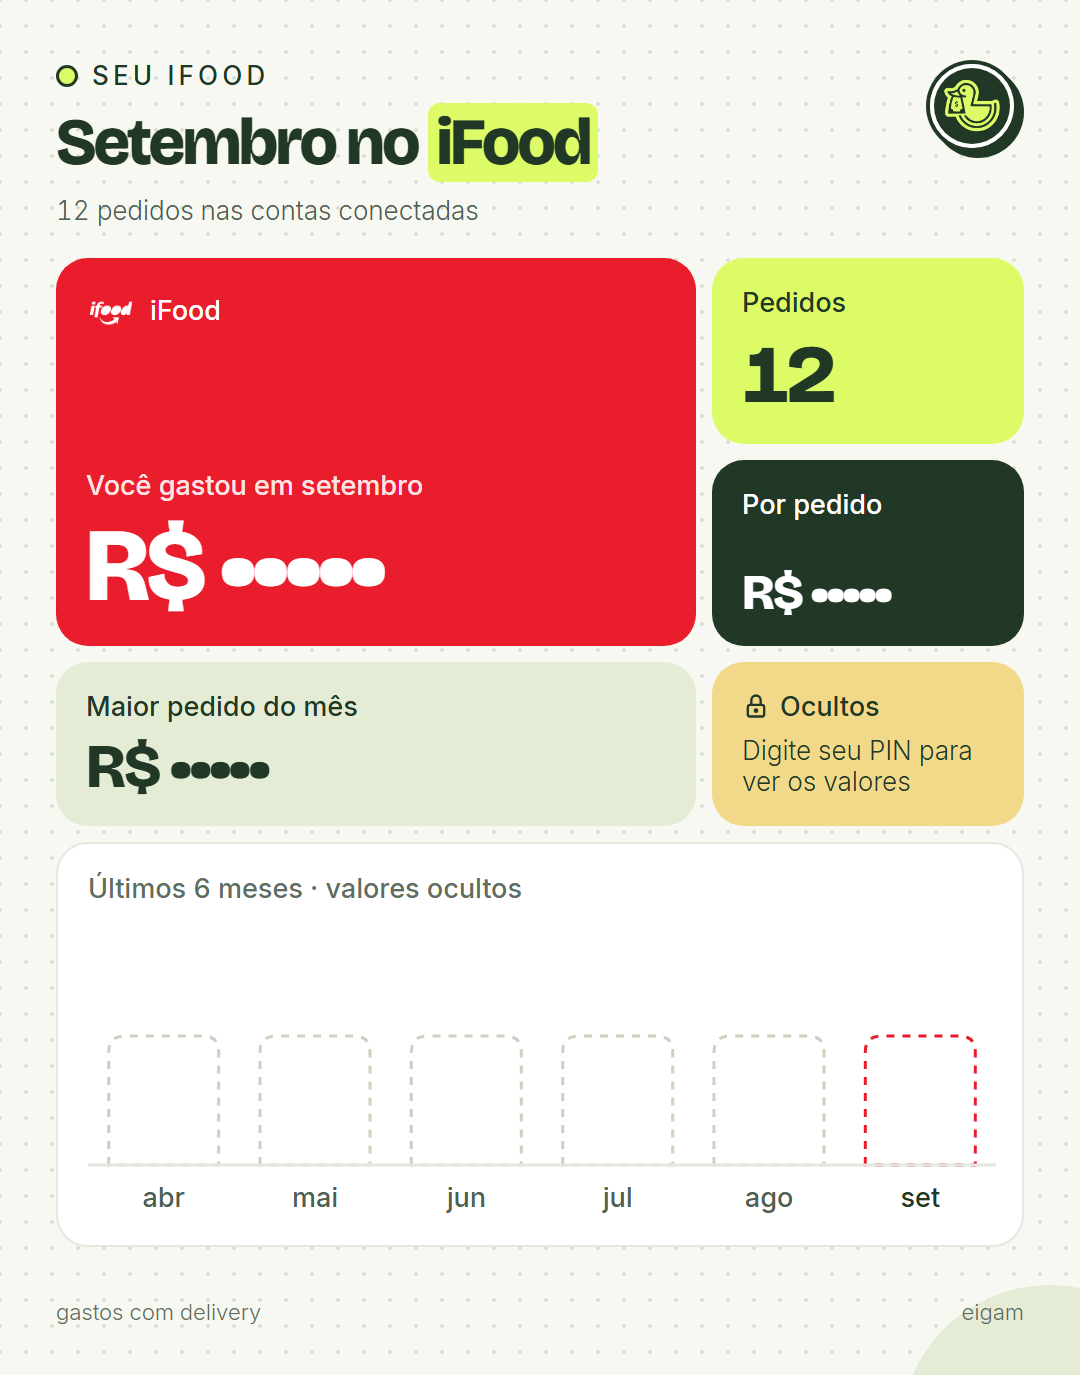 SEU IFOOD
Setembro no iFood
12 pedidos nas contas conectadas
ifood iFood
Você gastou em setembro
R$ •••••
Pedidos
12
Por pedido
R$ •••••
Maior pedido do mês
R$ •••••
Ocultos
Digite seu PIN para
ver os valores
Últimos 6 meses · valores ocultos
abr mai jun jul ago set
gastos com delivery
eigam